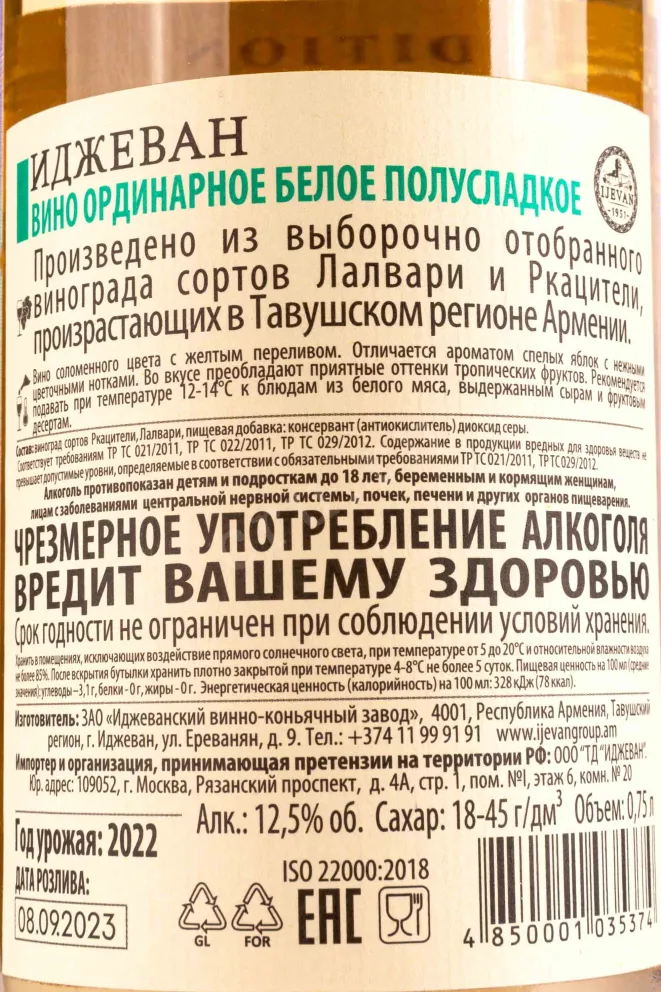 DITION
ИДЖЕВАН
ВИНО ОРДИНАРНОЕ БЕЛОЕ ПОЛУСЛАДКОЕ
IJEVAN
1951
Произведено из выборочно отобранного
винограда сортов Лалвари и Ркацители,
произрастающих в Тавушском регионе Армении.
Вино соломенного цвета с желтым переливом. Отличается ароматом спелых яблок с нежными
цветочными нотками. Во вкусе преобладают приятные оттенки тропических фруктов. Рекомендуется
подавать при температуре 12-14°С к блюдам из белого мяса, выдержанным сырам и фруктовым
десертам.
Состав: виноград сортов Ркацители, Лалвари, пищевая добавка: консервант (антиокислитель) диоксид серы.
Соответствует требованиям ТР ТС 021/2011, ТР ТС 022/2011, ТР ТС 029/2012. Содержание в продукции вредных для здоровья веществ не
превышает допустимые уровни, определяемые в соответствии с обязательными требованиями ТР ТС 021/2011, ТР ТС 029/2012.
Алкоголь противопоказан детям и подросткам до 18 лет, беременным и кормящим женщинам,
лицам с заболеваниями центральной нервной системы, почек, печени и других органов пищеварения.
ЧРЕЗМЕРНОЕ УПОТРЕБЛЕНИЕ АЛКОГОЛЯ
ВРЕДИТ ВАШЕМУ ЗДОРОВЬЮ
Срок годности не ограничен при соблюдении условий хранения.
Хранить в помещениях, исключающих воздействие прямого солнечного света, при температуре от 5 до 20°С и относительной влажности воздуха
не более 85%. После вскрытия бутылки хранить плотно закрытой при температуре 4-8°С не более 5 суток. Пищевая ценность на 100 мл (средние
значения): углеводы –3,1 г, белки - 0 г, жиры - 0 г. Энергетическая ценность (калорийность) на 100 мл: 328 кДж (78 ккал).
Изготовитель: ЗАО «Иджеванский винно-коньячный завод», 4001, Республика Армения, Тавушский
регион, г. Иджеван, ул. Ереванян, д. 9. Тел.: +374 11 99 91 91 www.ijevangroup.am
Импортер и организация, принимающая претензии на территории РФ: ООО "ТД "ИДЖЕВАН".
Юр. адрес: 109052, г. Москва, Рязанский проспект, д. 4А, стр. 1, пом. №I, этаж 6, комн. № 20
Алк.: 12,5% об. Сахар: 18-45 г/дм³ Объем: 0,75 л
Год урожая: 2022
ДАТА РОЗЛИВА:
08.09.2023
ISO 22000:2018
GL
FOR
EAC
4 850001 035374